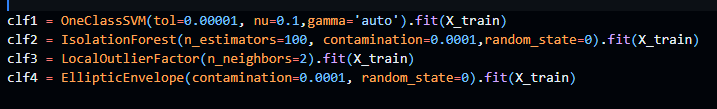 clf1 = OneClassSVM(tol=0.00001, nu=0.1,gamma='auto').fit(X_train)
clf2 = IsolationForest(n_estimators=100, contamination=0.0001,random_state=0).fit(X_train)
clf3 = LocalOutlierFactor(n_neighbors=2).fit(X_train)
clf4 = EllipticEnvelope(contamination=0.0001, random_state=0).fit(X_train)